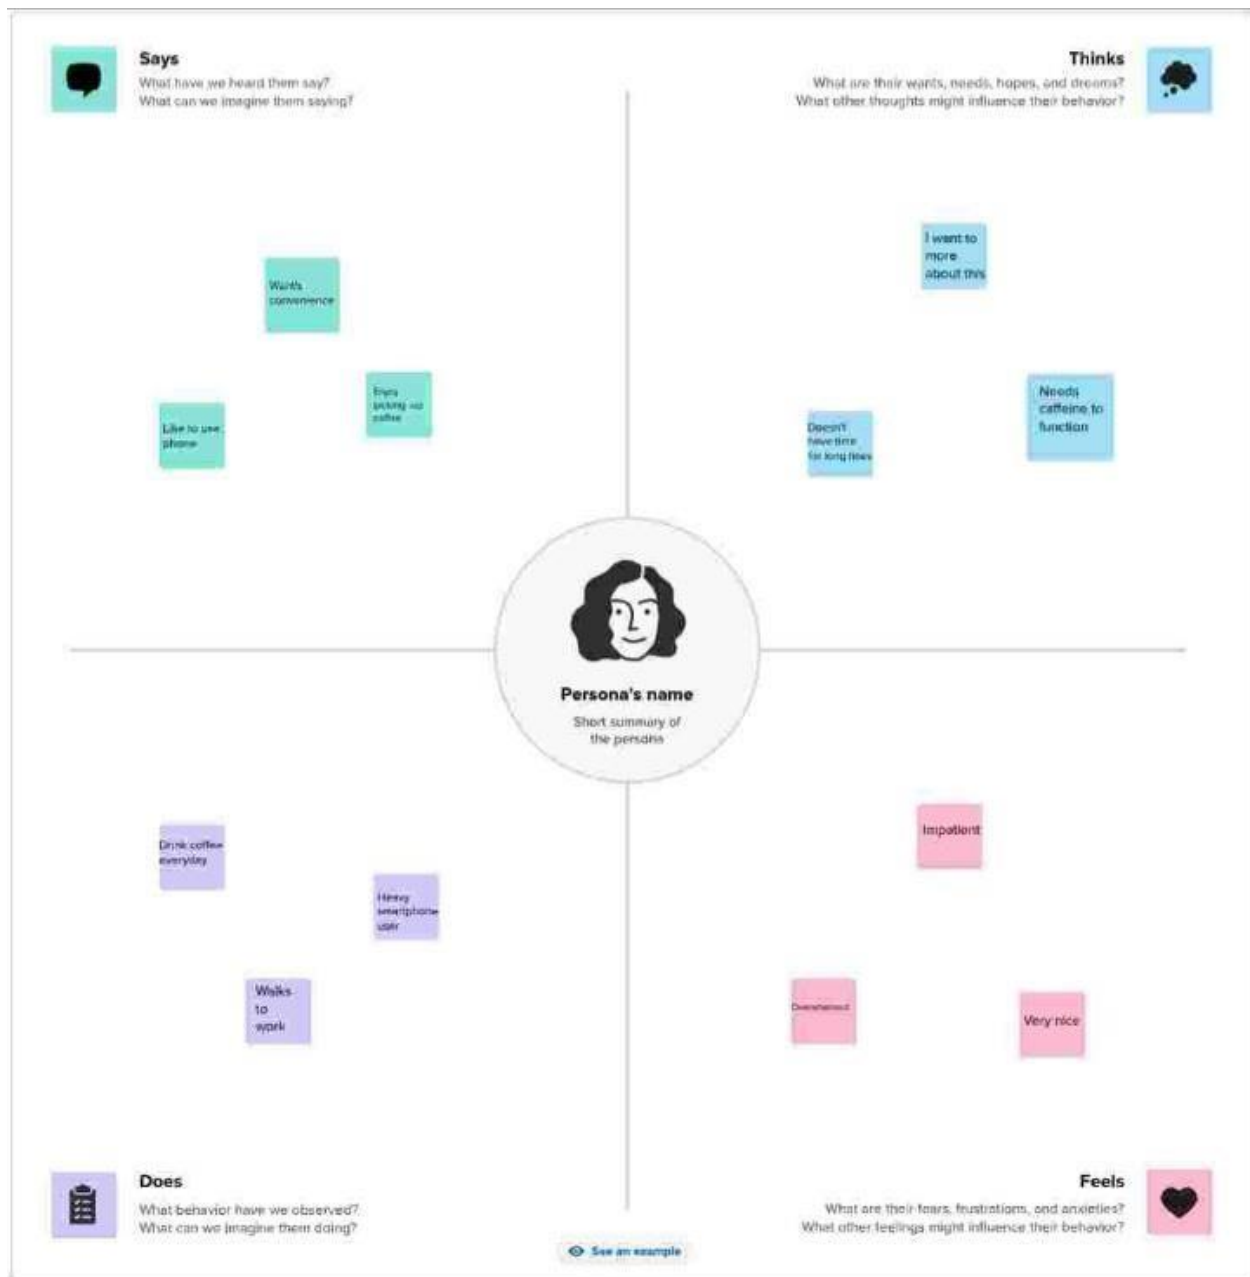 Says
What have we heard them say?
What can we imagine them saying?
Thinks
What are their wants, needs, hopes, and dreams?
What other thoughts might influence their behavior?
Wants
convenience
Like to use
phone
Enjoy
picking up
coffee
I want to
more
about this
Doesn't
have time
for long lines
Needs
caffeine to
function
Persona's name
Short summary of
the persona
Drink coffee
everyday
Heavy
smartphone
user
Walks
to
work
Impatient
Very nice
Does
What behavior have we observed?
What can we imagine them doing?
Feels
What are their fears, frustrations, and anxieties?
What other feelings might influence their behavior?
See an example